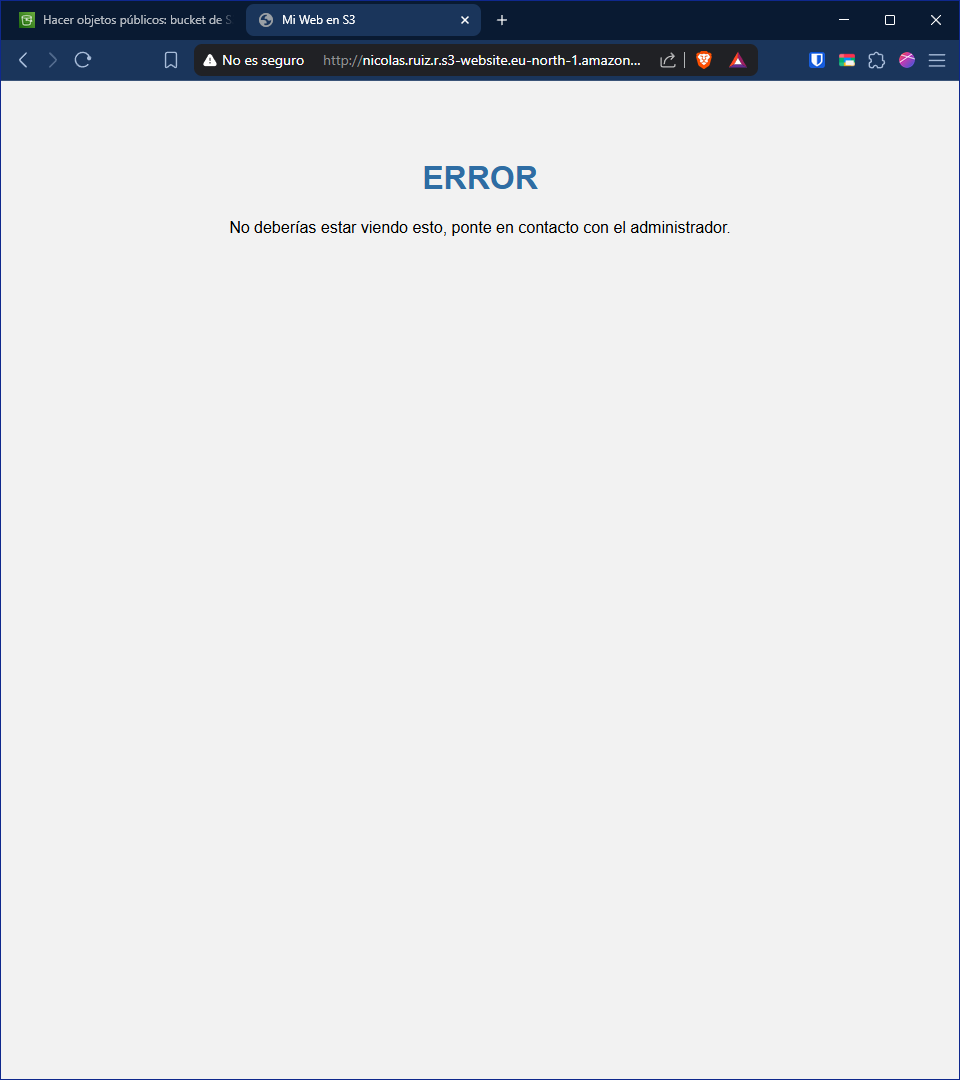 Hacer objetos públicos: bucket de S
Mi Web en S3
No es seguro http://nicolas.ruiz.r.s3-website.eu-north-1.amazon...
ERROR
No deberías estar viendo esto, ponte en contacto con el administrador.